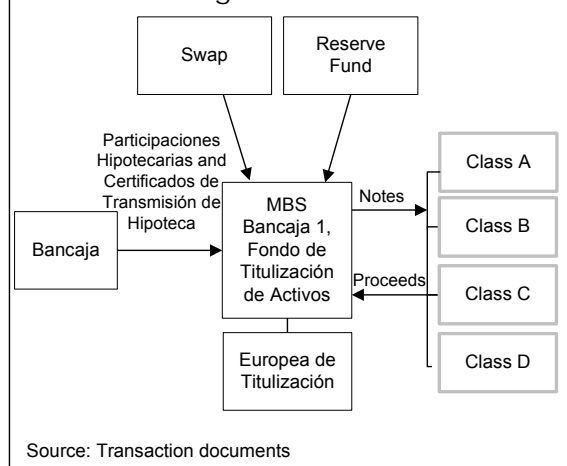 Swap
Reserve
Fund
Participaciones
Hipotecarias and
Certificados de
Transmisión de
Hipoteca
Bancaja
MBS
Bancaja 1,
Fondo de
Titulización
de Activos
Notes
Proceeds
Class A
Class B
Class C
Class D
Europea de
Titulización
Source: Transaction documents